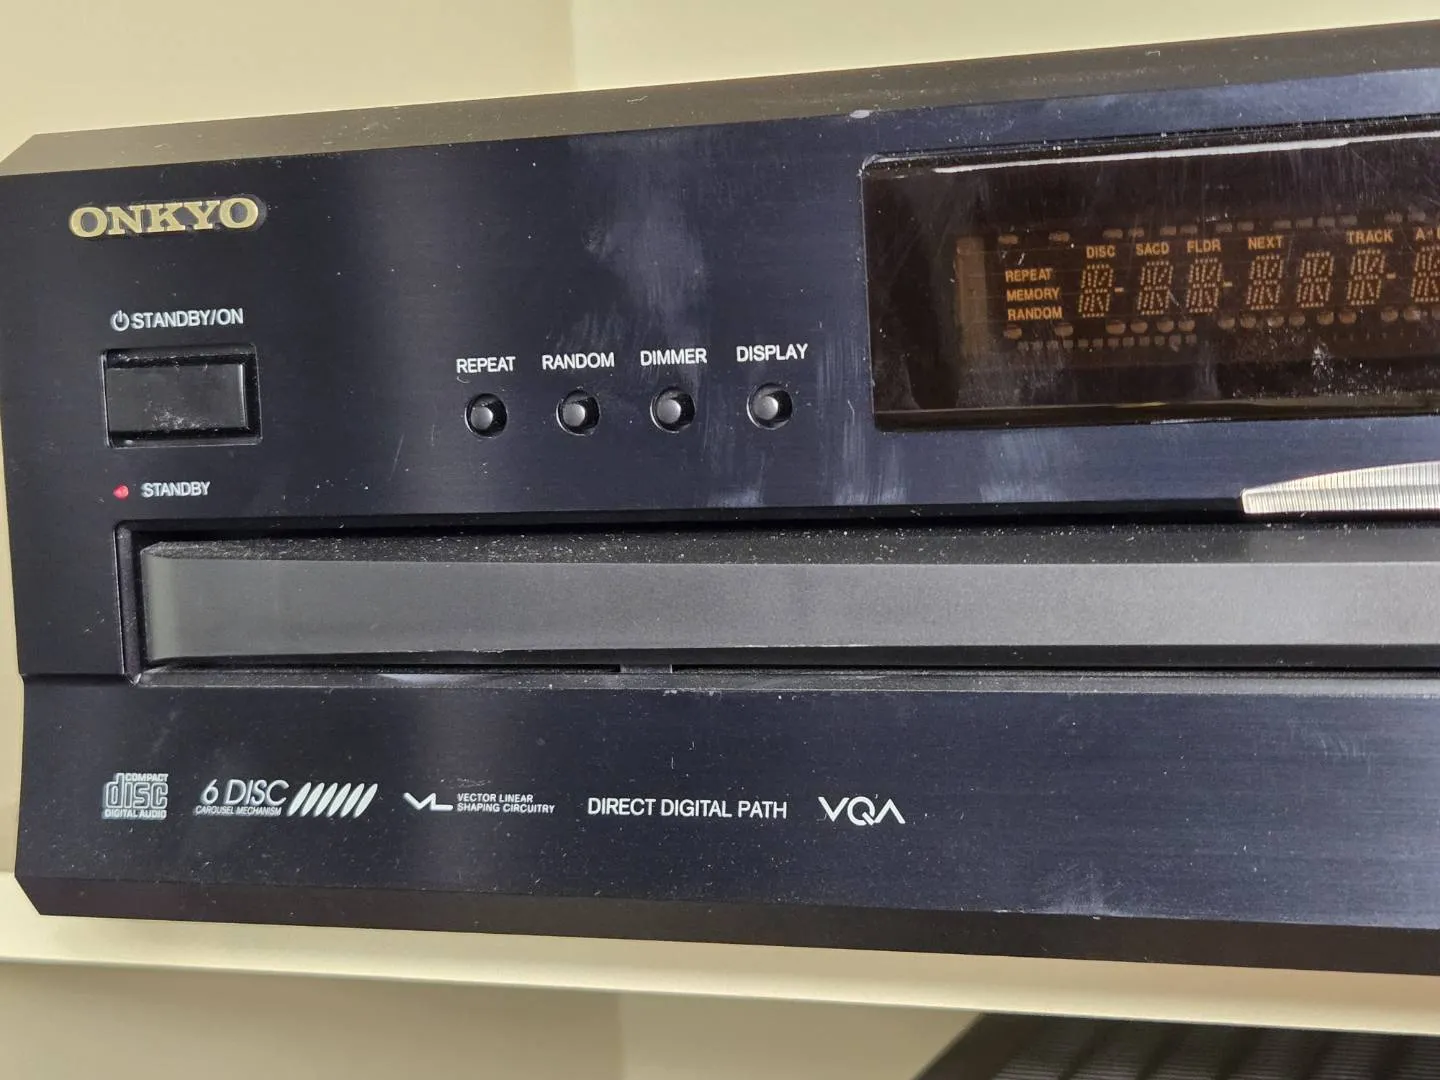 ONKYO
STANDBY/ON
REPEAT RANDOM DIMMER DISPLAY
DISC SACD FLDR NEXT TRACK
REPEAT
MEMORY
RANDOM
STANDBY
COMPACT
disc
DIGITAL AUDIO
6 DISC
CAROUSEL MECHANISM
VL
VECTOR LINEAR
SHAPING CIRCUITRY
DIRECT DIGITAL PATH
VQA